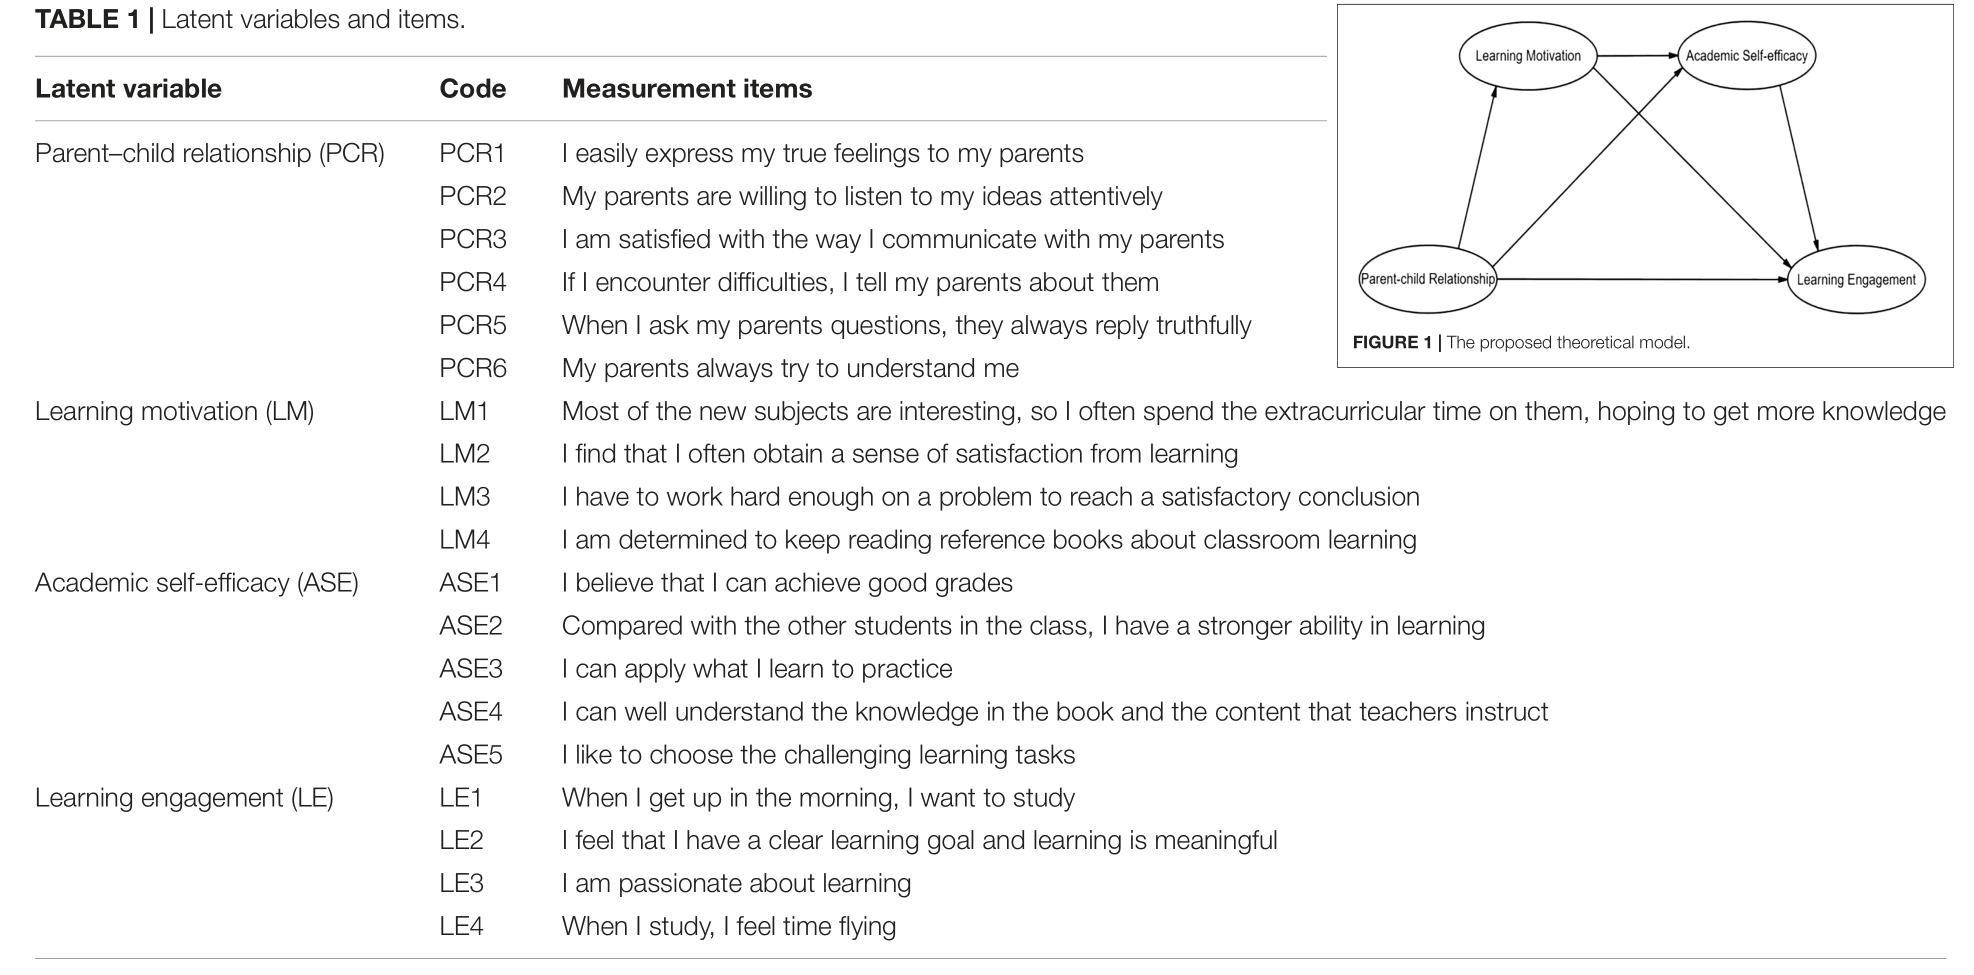 TABLE 1 | Latent variables and items.
Latent variable Code Measurement items
Parent–child relationship (PCR) PCR1 I easily express my true feelings to my parents
PCR2 My parents are willing to listen to my ideas attentively
PCR3 I am satisfied with the way I communicate with my parents
PCR4 If I encounter difficulties, I tell my parents about them
PCR5 When I ask my parents questions, they always reply truthfully
PCR6 My parents always try to understand me
Learning motivation (LM) LM1 Most of the new subjects are interesting, so I often spend the extracurricular time on them, hoping to get more knowledge
LM2 I find that I often obtain a sense of satisfaction from learning
LM3 I have to work hard enough on a problem to reach a satisfactory conclusion
LM4 I am determined to keep reading reference books about classroom learning
Academic self-efficacy (ASE) ASE1 I believe that I can achieve good grades
ASE2 Compared with the other students in the class, I have a stronger ability in learning
ASE3 I can apply what I learn to practice
ASE4 I can well understand the knowledge in the book and the content that teachers instruct
ASE5 I like to choose the challenging learning tasks
Learning engagement (LE) LE1 When I get up in the morning, I want to study
LE2 I feel that I have a clear learning goal and learning is meaningful
LE3 I am passionate about learning
LE4 When I study, I feel time flying
Learning Motivation Academic Self-efficacy
Parent-child Relationship Learning Engagement
FIGURE 1 | The proposed theoretical model.